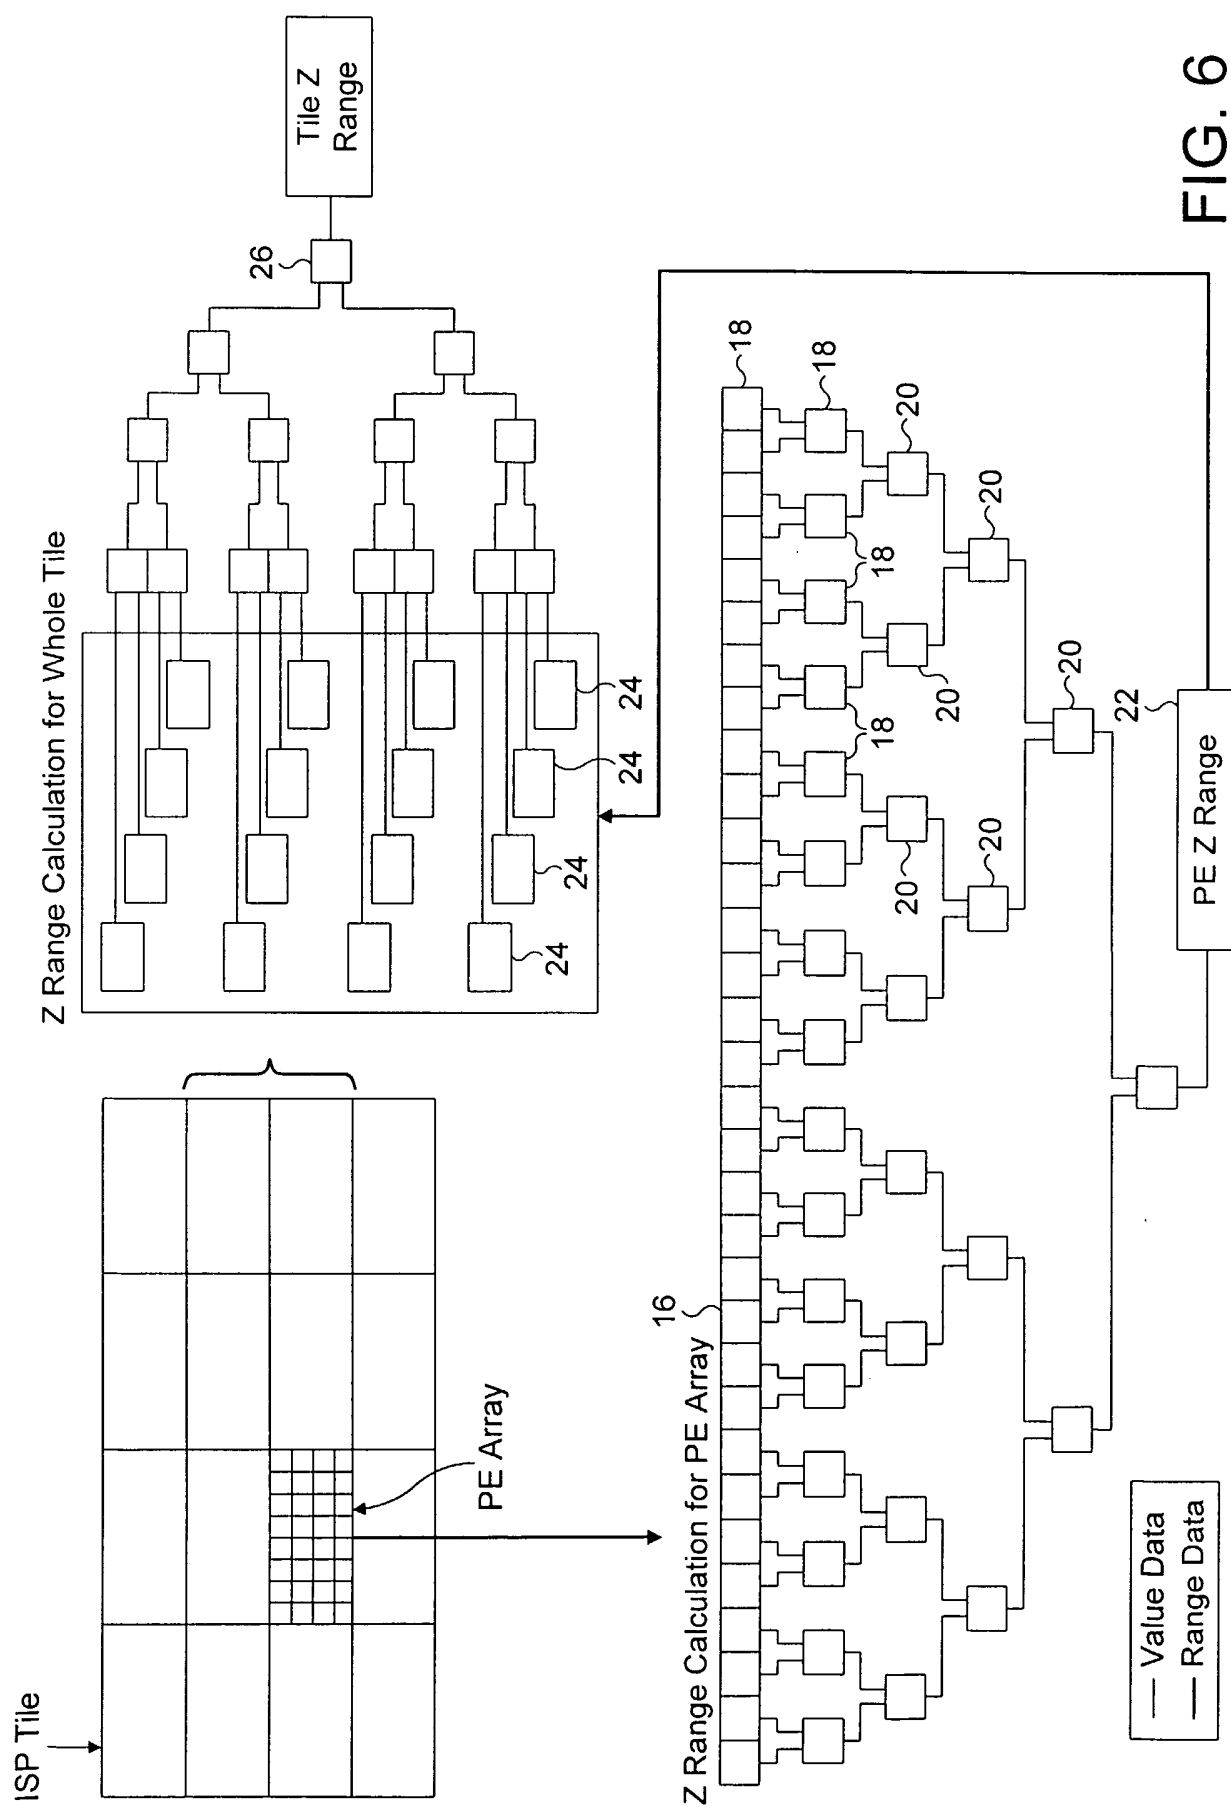 ISP Tile
PE Array
Z Range Calculation for Whole Tile
24
24
24
24
26
Tile Z
Range
Z Range Calculation for PE Array
16
18
18
18
18
20
20
20
20
20
20
22
PE Z Range
Value Data
Range Data
FIG. 6